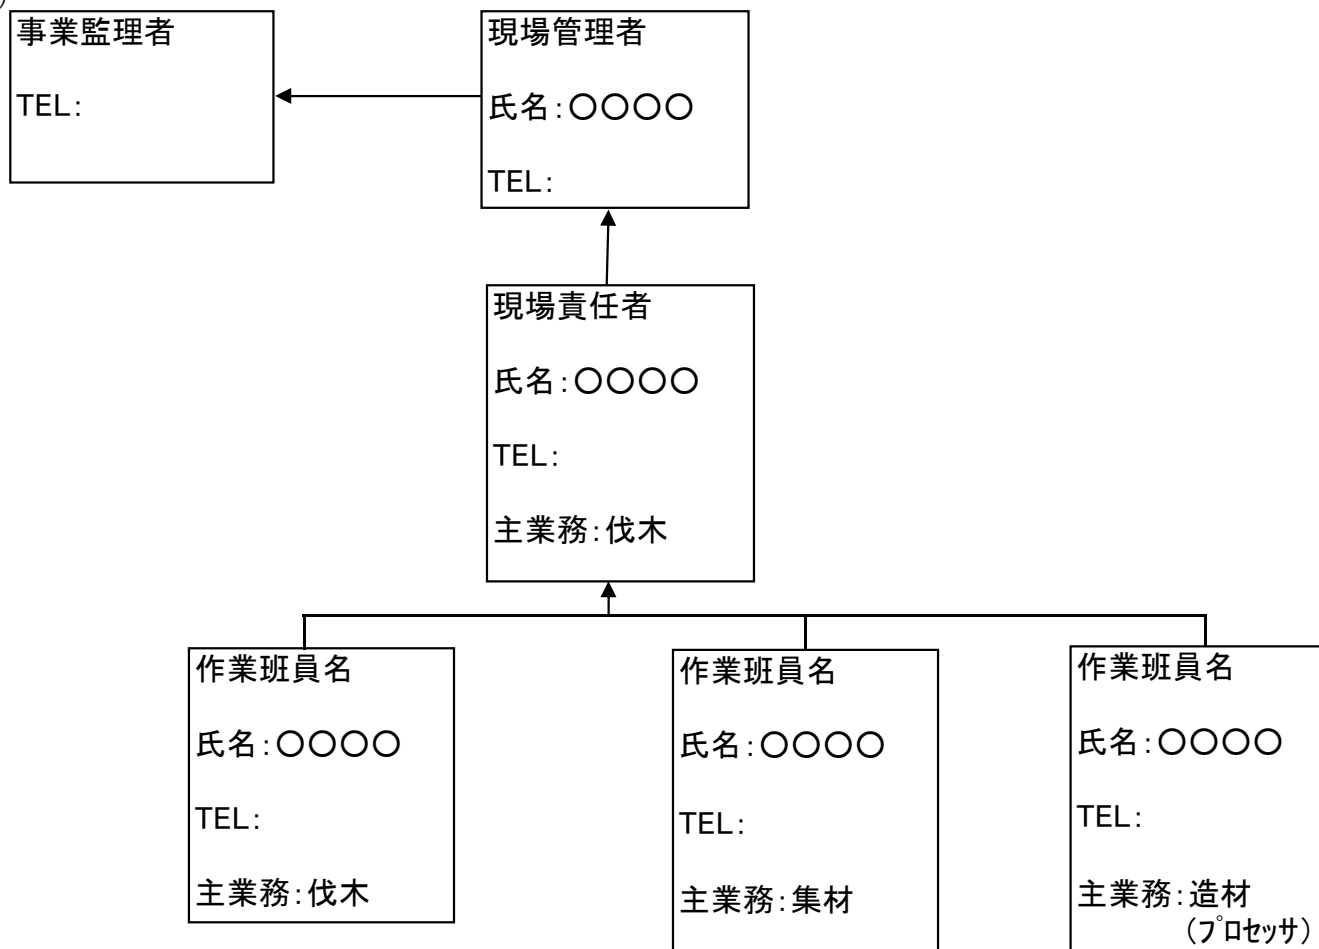 )
事業監理者
TEL:
現場管理者
氏名:〇〇〇〇
TEL:
現場責任者
氏名:〇〇〇〇
TEL:
主業務:伐木
作業班員名
氏名:〇〇〇〇
TEL:
主業務:伐木
作業班員名
氏名:〇〇〇〇
TEL:
主業務:集材
作業班員名
氏名:〇〇〇〇
TEL:
主業務:造材
(プロセッサ)